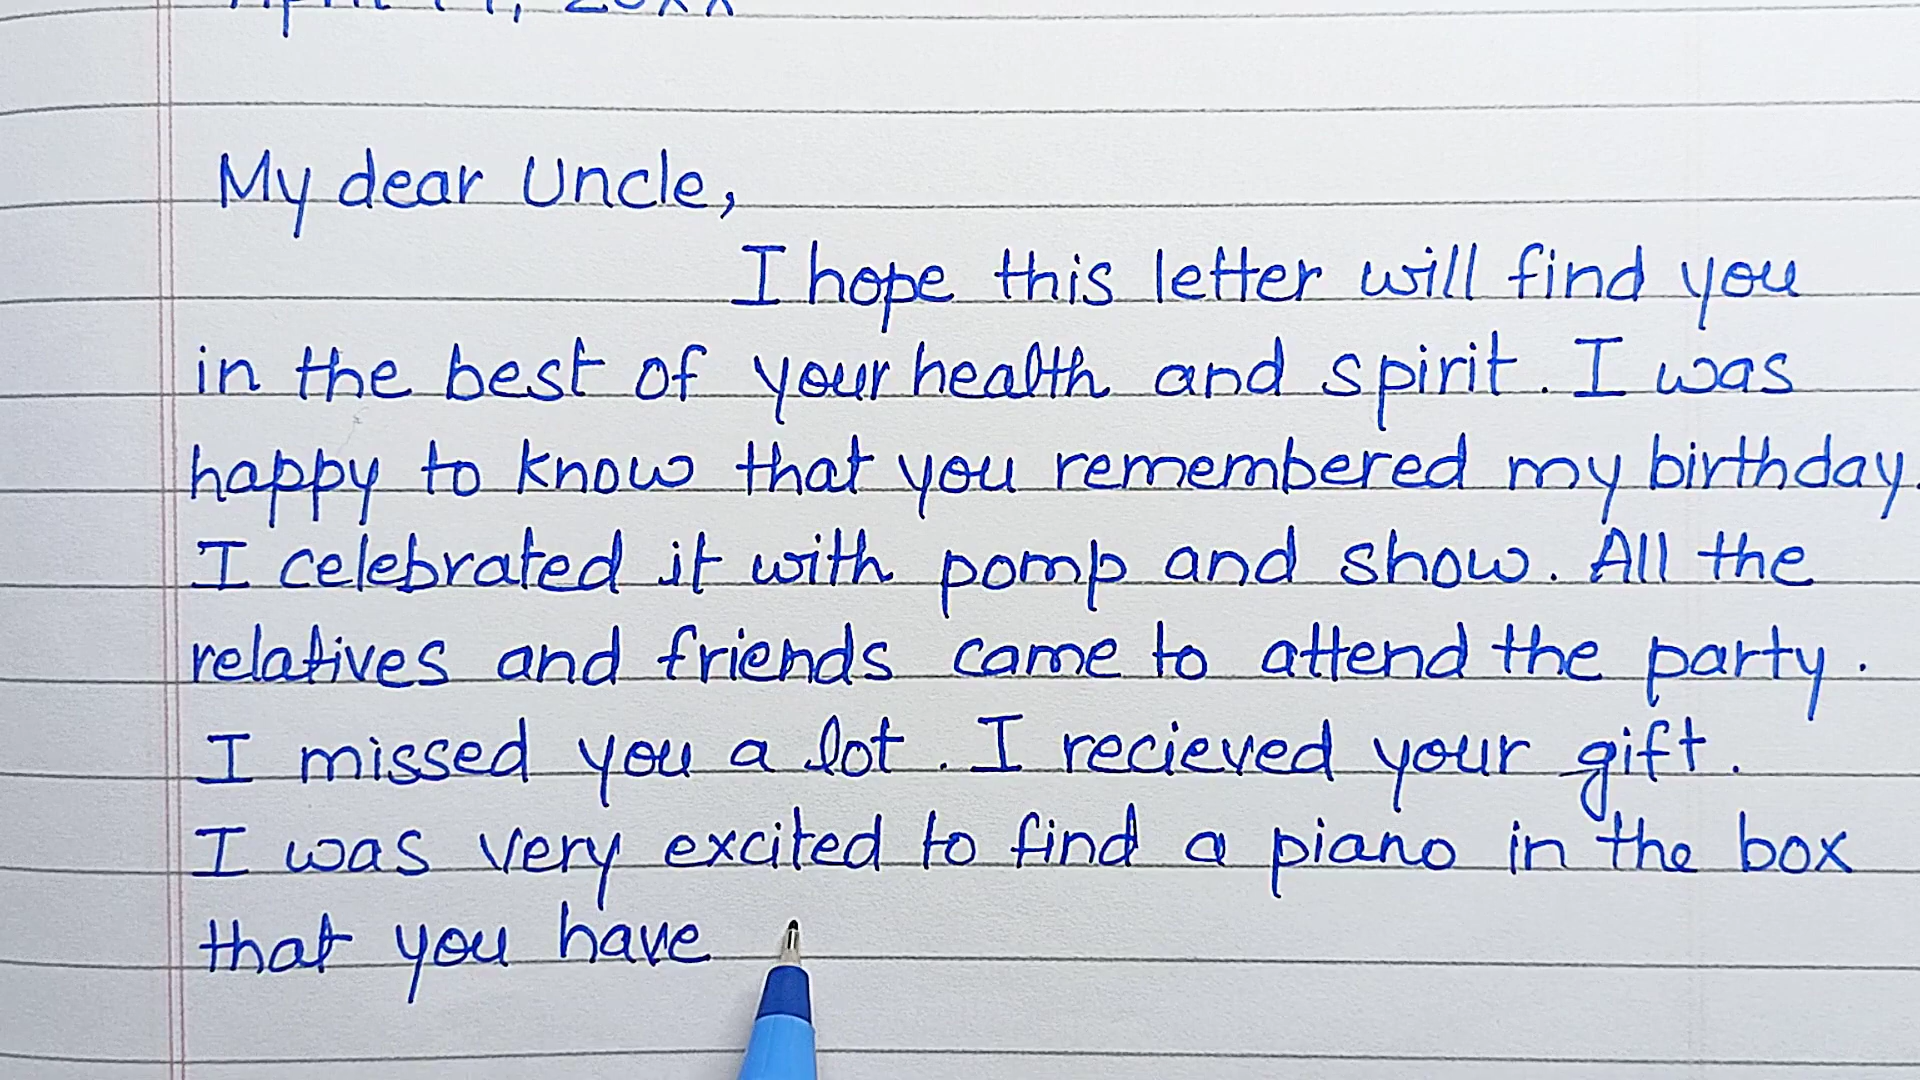 My dear Uncle,
I hope this letter will find you
in the best of your health and spirit. I was
happy to know that you remembered my birthday.
I celebrated it with pomp and show. All the
relatives and friends came to attend the party.
I missed you a lot. I recieved your gift.
I was very excited to find a piano in the box
that you have